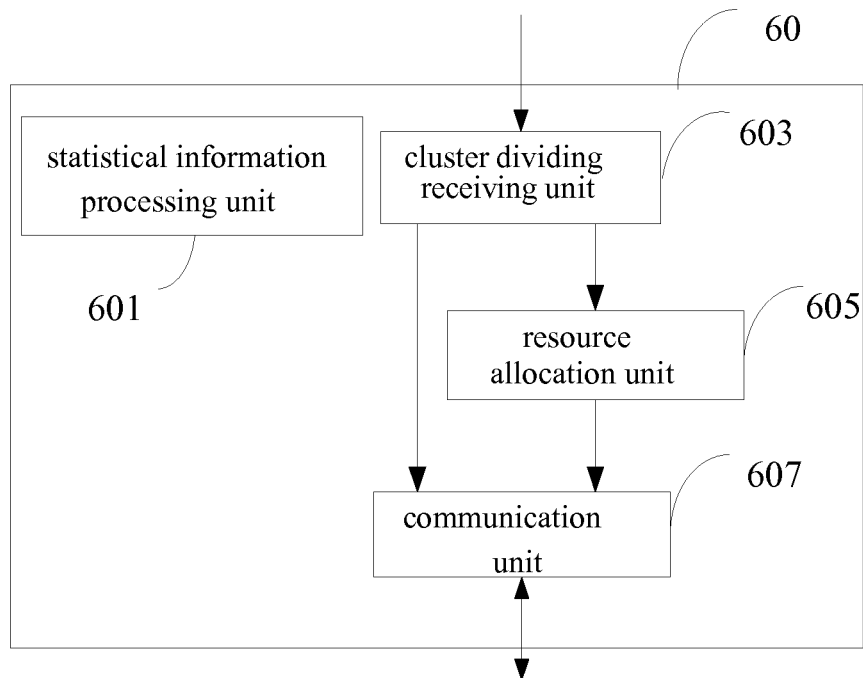 60
603
statistical information
processing unit
cluster dividing
receiving unit
601
605
resource
allocation unit
607
communication
unit